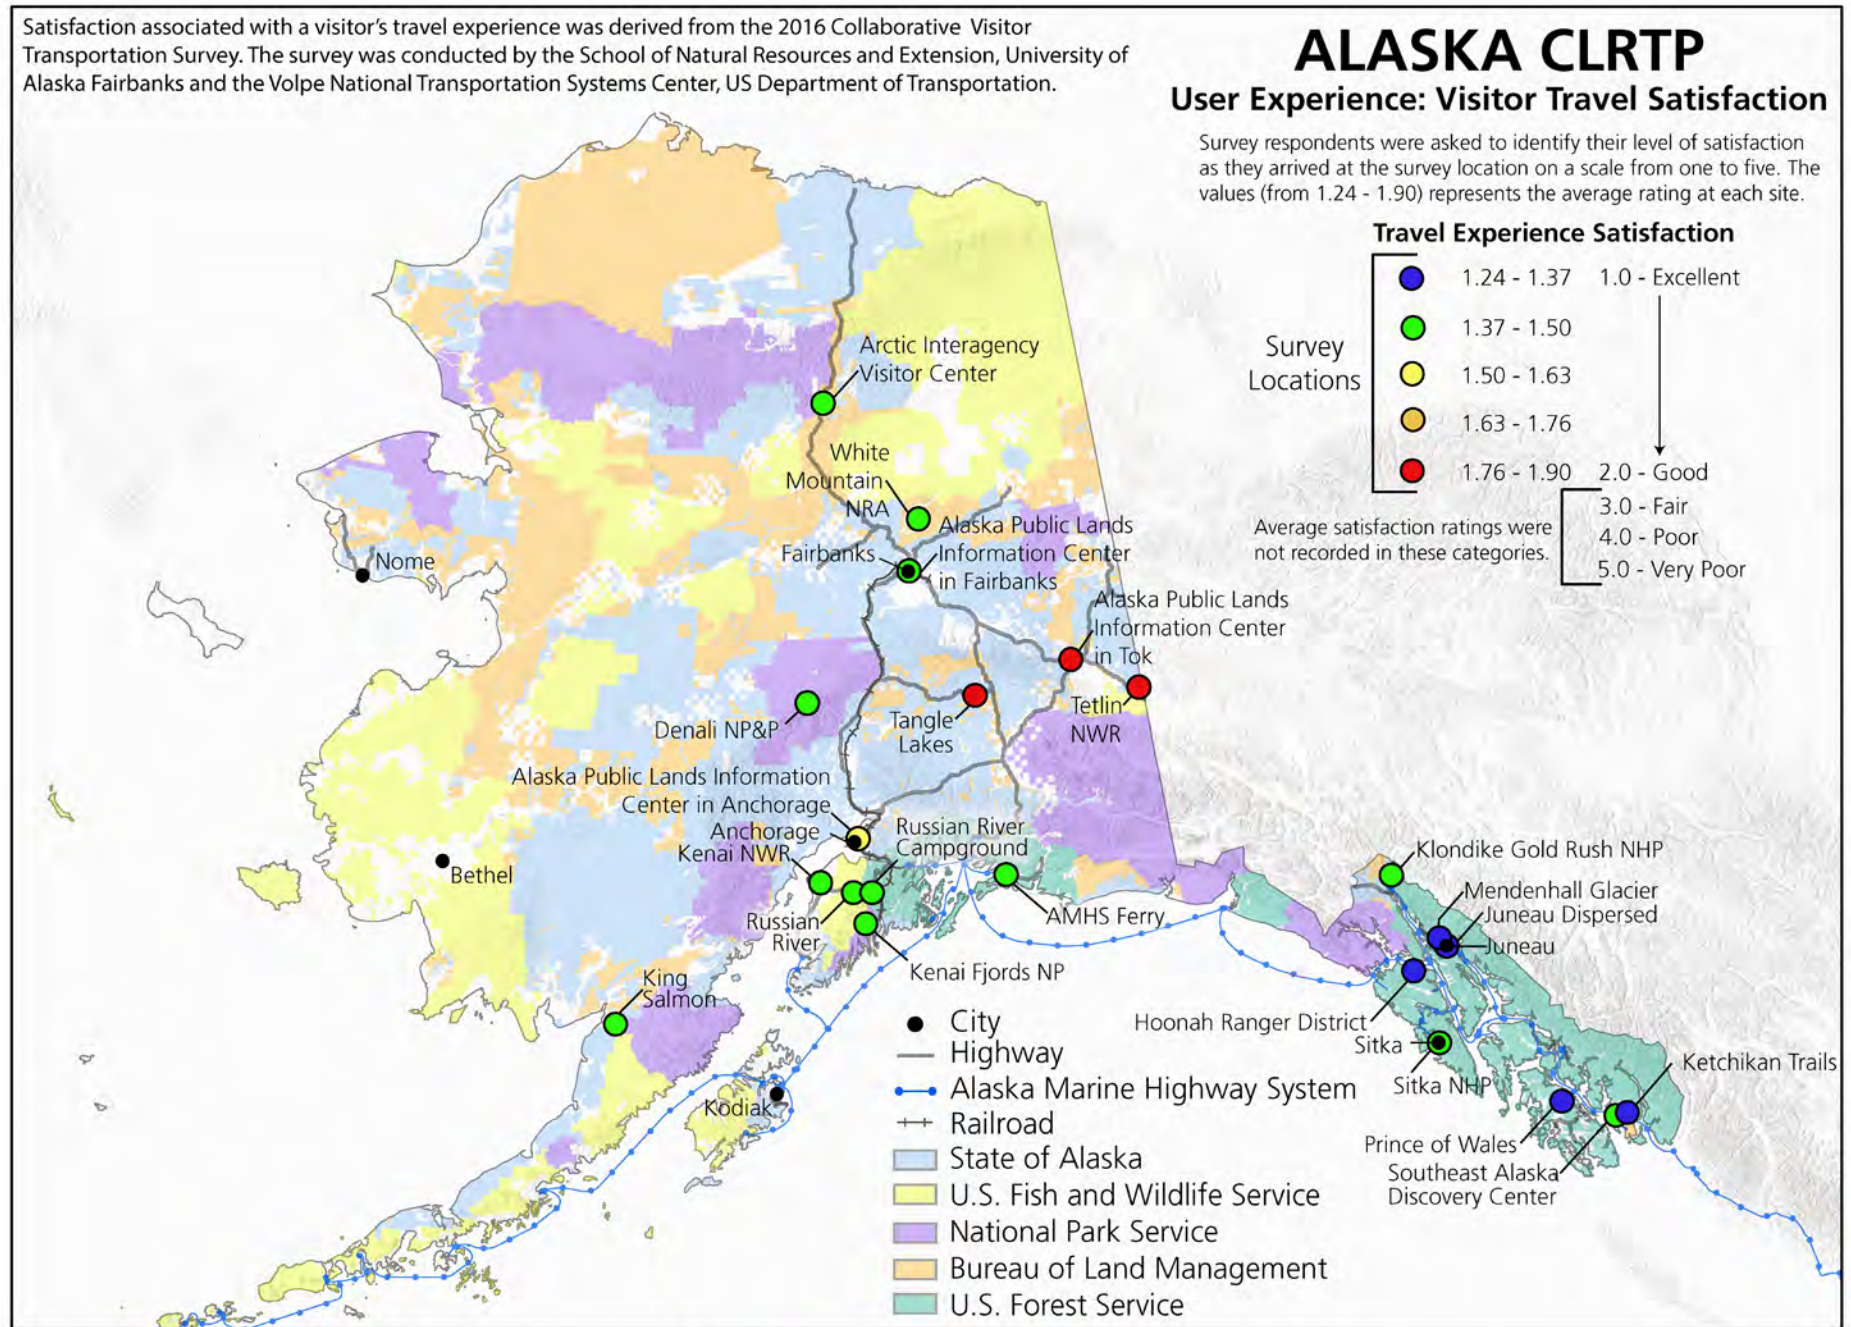 Satisfaction associated with a visitor's travel experience was derived from the 2016 Collaborative Visitor
Transportation Survey. The survey was conducted by the School of Natural Resources and Extension, University of
Alaska Fairbanks and the Volpe National Transportation Systems Center, US Department of Transportation.
ALASKA CLRTP
User Experience: Visitor Travel Satisfaction
Survey respondents were asked to identify their level of satisfaction
as they arrived at the survey location on a scale from one to five. The
values (from 1.24 - 1.90) represents the average rating at each site.
Travel Experience Satisfaction
Survey
Locations
1.24 - 1.37 1.0 - Excellent
1.37 - 1.50
1.50 - 1.63
1.63 - 1.76
1.76 - 1.90 2.0 - Good
Average satisfaction ratings were
not recorded in these categories.
3.0 - Fair
4.0 - Poor
5.0 - Very Poor
Arctic Interagency
Visitor Center
White
Mountain
NRA
Alaska Public Lands
Information Center
in Fairbanks
Fairbanks
Nome
Alaska Public Lands
Information Center
in Tok
Tetlin
NWR
Tangle
Lakes
Denali NP&P
Alaska Public Lands Information
Center in Anchorage
Anchorage
Kenai NWR
Russian River
Campground
Bethel
Russian
River
AMHS Ferry
Kenai Fjords NP
King
Salmon
Kodiak
Klondike Gold Rush NHP
Mendenhall Glacier
Juneau Dispersed
Juneau
Hoonah Ranger District
Sitka
Sitka NHP
Ketchikan Trails
Prince of Wales
Southeast Alaska
Discovery Center
City
Highway
Alaska Marine Highway System
Railroad
State of Alaska
U.S. Fish and Wildlife Service
National Park Service
Bureau of Land Management
U.S. Forest Service